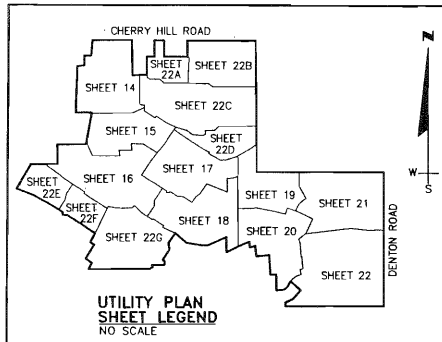 CHERRY HILL ROAD
N
SHEET 22A
SHEET 22B
SHEET 14
SHEET 22C
SHEET 15
SHEET 22D
SHEET 17
SHEET 16
SHEET 22E
SHEET 22F
SHEET 19
SHEET 21
SHEET 18
SHEET 20
SHEET 22G
SHEET 22
DENTON ROAD
W
S
UTILITY PLAN
SHEET LEGEND
NO SCALE